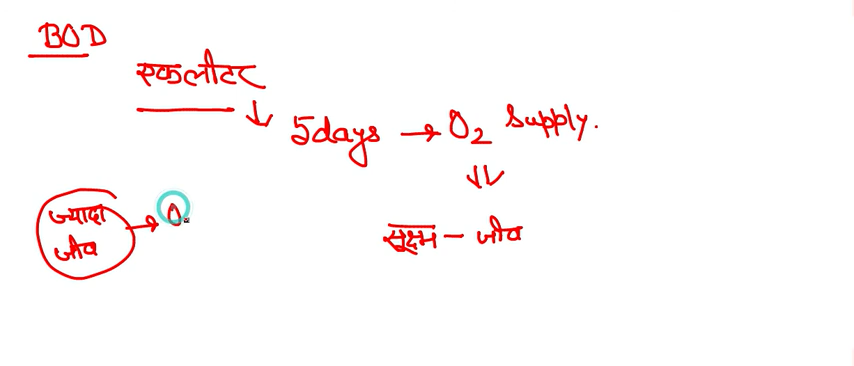 BOD
एकलीटर
↓ 5days → O2 Supply.
↓↓
ज्यादा → O
जीव
सूक्ष्म - जीव